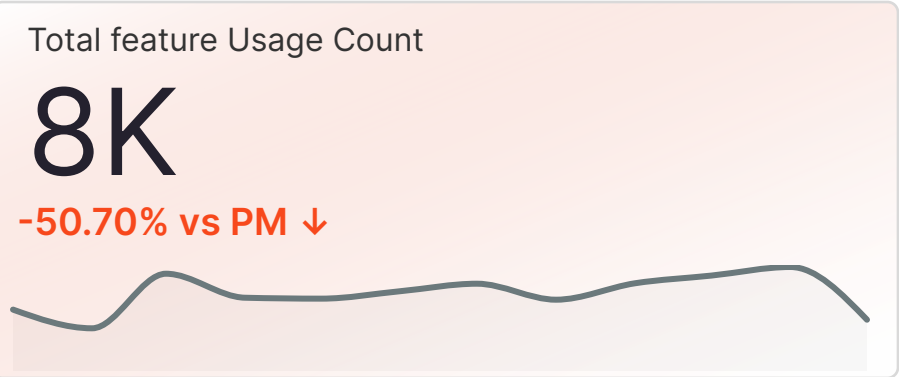 Total feature Usage Count
8K
-50.70% vs PM ↓